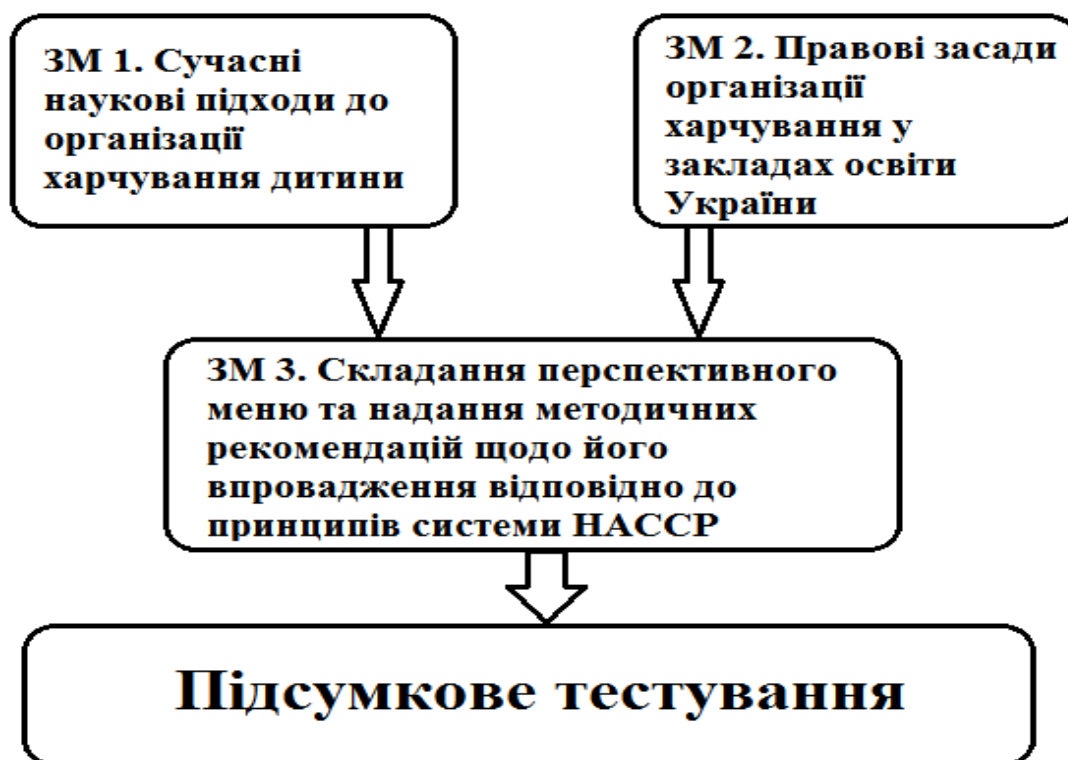 ЗМ 1. Сучасні
наукові підходи до
організації
харчування дитини
ЗМ 2. Правові засади
організації
харчування у
закладах освіти
України
ЗМ 3. Складання перспективного
меню та надання методичних
рекомендацій щодо його
впровадження відповідно до
принципів системи НАССР
Підсумкове тестування